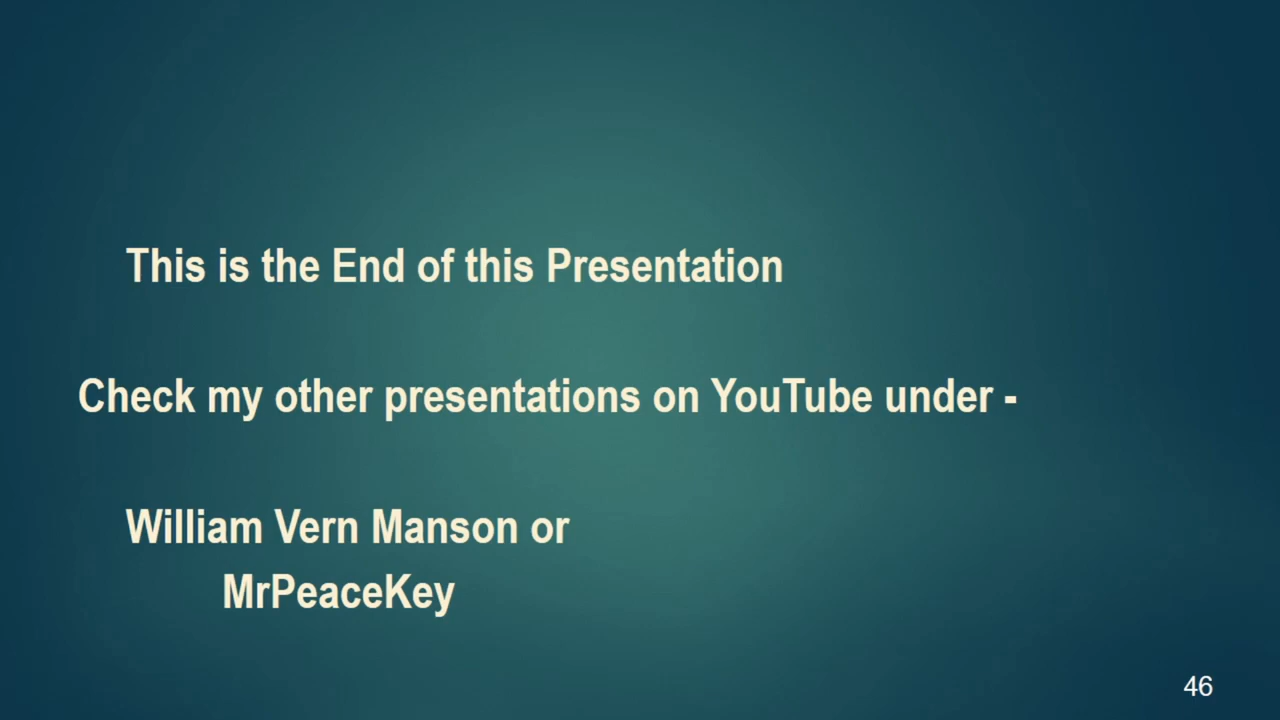 This is the End of this Presentation
Check my other presentations on YouTube under -
William Vern Manson or
MrPeaceKey
46